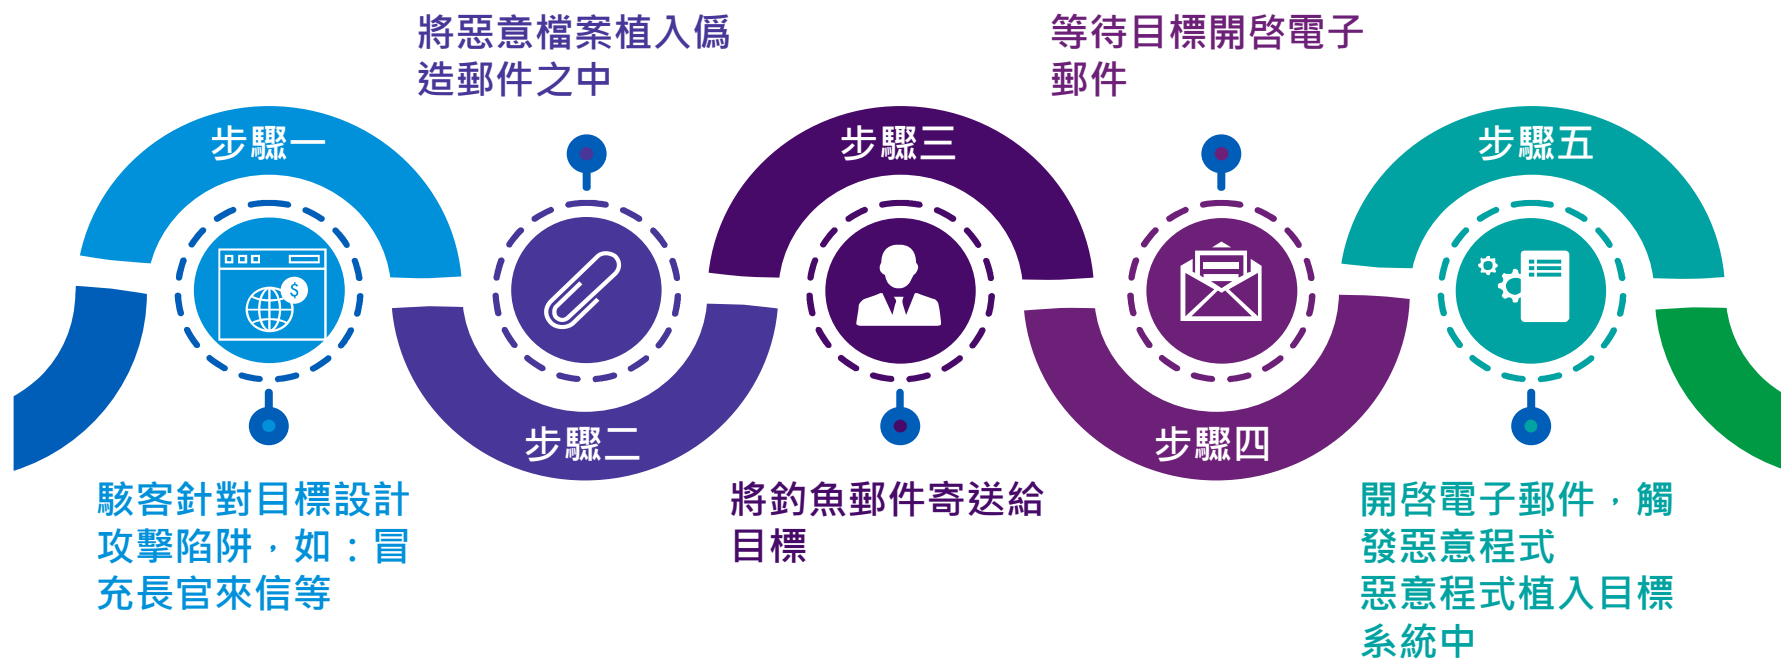 步驟一
駭客針對目標設計
攻擊陷阱，如：冒
充長官來信等
將惡意檔案植入偽
造郵件之中
步驟二
步驟三
將釣魚郵件寄送給
目標
等待目標開啓電子
郵件
步驟四
步驟五
開啓電子郵件，觸
發惡意程式
惡意程式植入目標
系統中
$